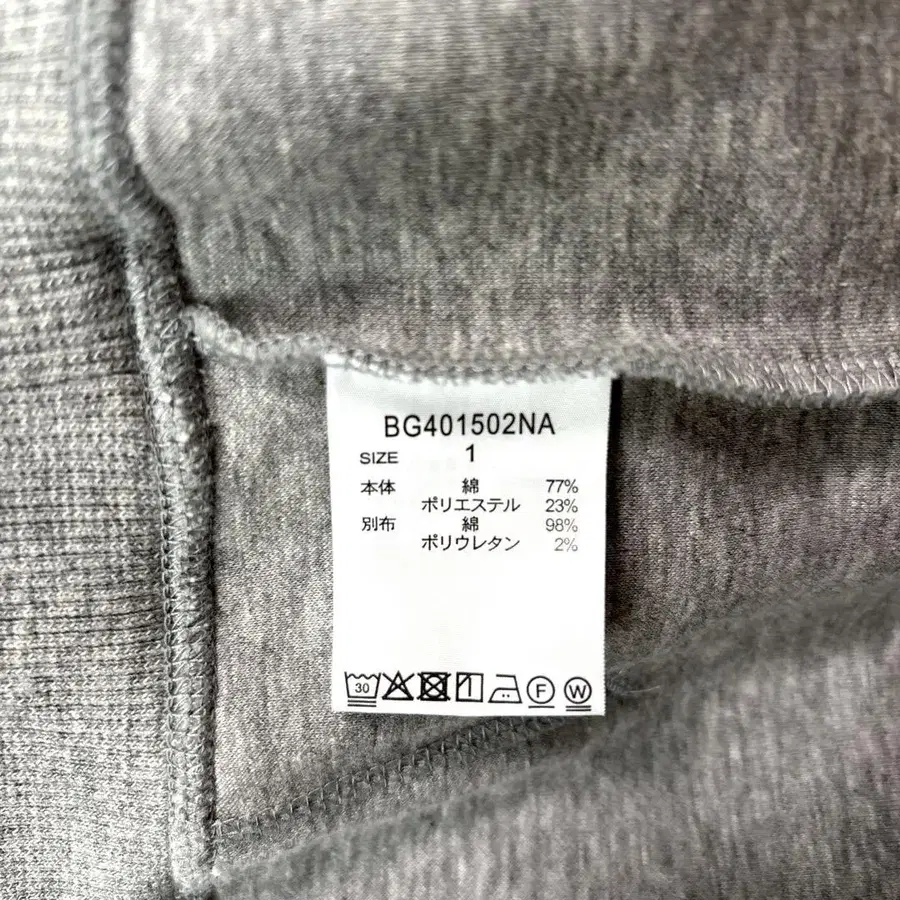 BG401502NA
SIZE 1
本体 綿 77%
ポリエステル 23%
別布 綿 98%
ポリウレタン 2%
30 F W